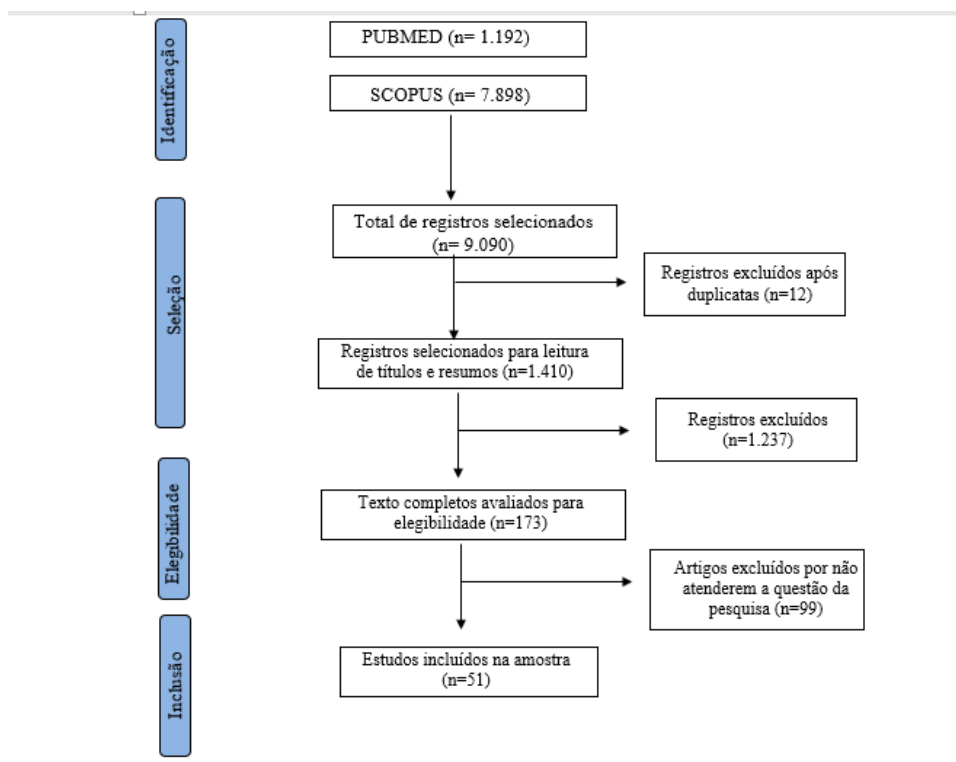 Identificação
PUBMED (n= 1.192)
SCOPUS (n= 7.898)
Seleção
Total de registros selecionados
(n= 9.090)
Registros excluídos após
duplicatas (n=12)
Registros selecionados para leitura
de títulos e resumos (n=1.410)
Registros excluídos
(n=1.237)
Elegibilidade
Texto completos avaliados para
elegibilidade (n=173)
Artigos excluídos por não
atenderem a questão da
pesquisa (n=99)
Inclusão
Estudos incluídos na amostra
(n=51)